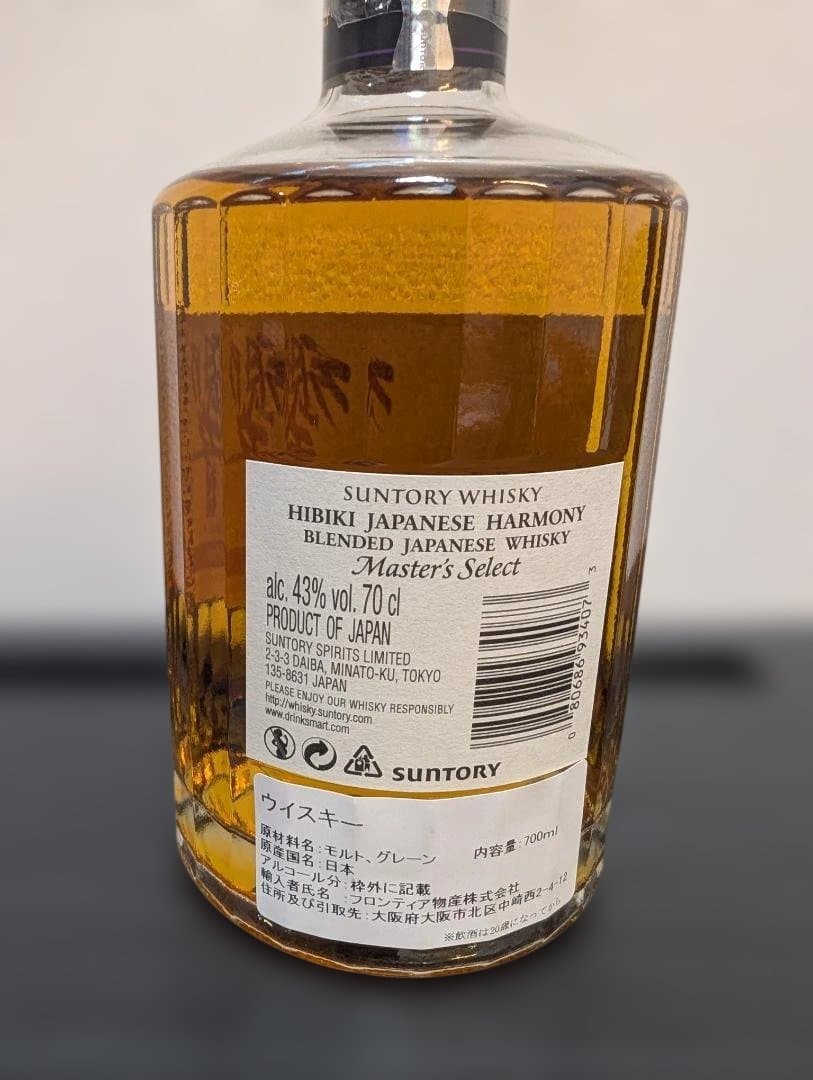 SUNTORY WHISKY
HIBIKI JAPANESE HARMONY
BLENDED JAPANESE WHISKY
Master's Select
alc. 43% vol. 70 cl
PRODUCT OF JAPAN
SUNTORY SPIRITS LIMITED
2-3-3 DAIBA, MINATO-KU, TOKYO
135-8631 JAPAN
PLEASE ENJOY OUR WHISKY RESPONSIBLY
http://whisky.suntory.com
www.drinksmart.com
0 80686 93407 3
SUNTORY
ウイスキー
原材料名:モルト、グレーン 内容量:700ml
原産国名:日本
アルコール分:枠外に記載
輸入者氏名 :フロンティア物産株式会社
住所及び引取先:大阪府大阪市北区中崎西2-4-12
※飲酒は20歳になってから